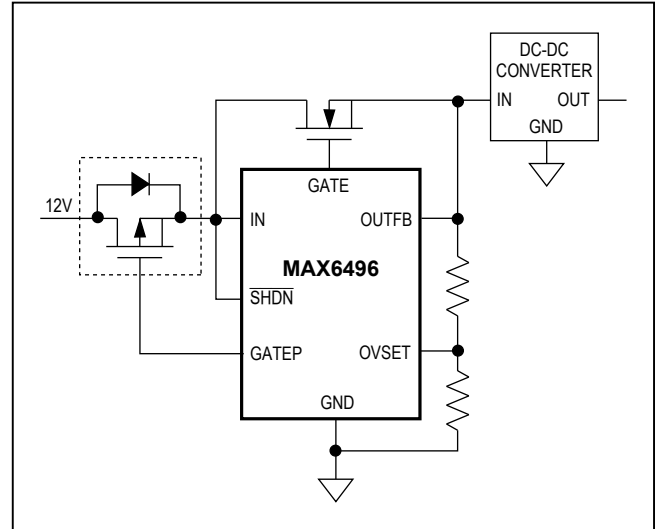 DC-DC
CONVERTER
IN OUT
GND
12V
GATE
IN OUTFB
MAX6496
SHDN
GATEP OVSET
GND